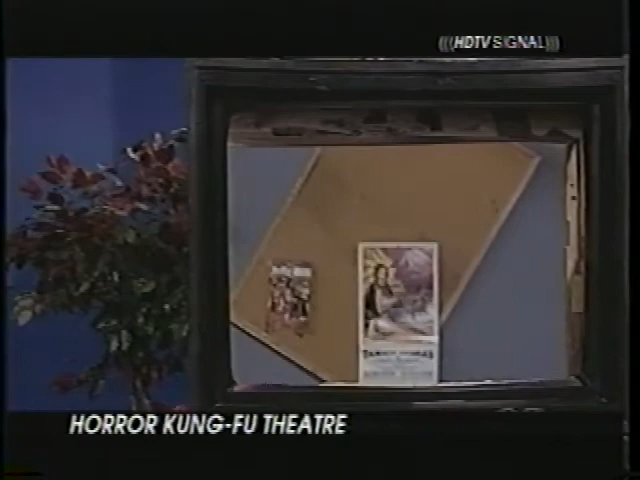 (((HDTV SIGNAL)))
HORROR KUNG-FU THEATRE